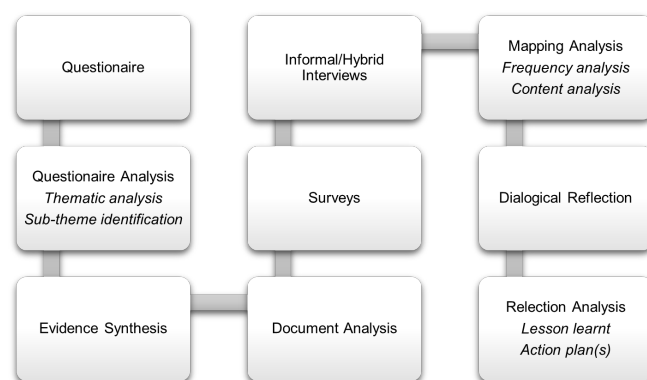 Questionaire
Questionaire Analysis
Thematic analysis
Sub-theme identification
Evidence Synthesis
Document Analysis
Surveys
Informal/Hybrid
Interviews
Mapping Analysis
Frequency analysis
Content analysis
Dialogical Reflection
Relection Analysis
Lesson learnt
Action plan(s)